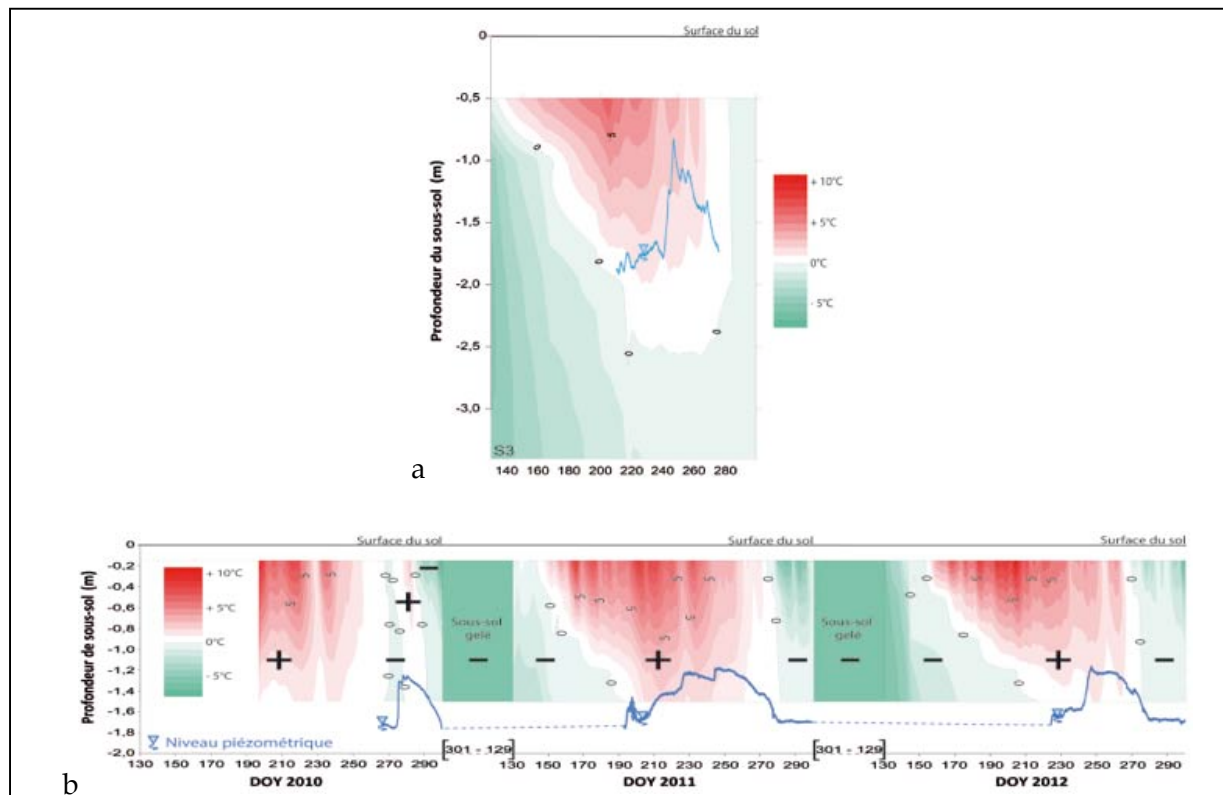 Surface du sol
0
-0,5
-1,0
-1,5
-2,0
-2,5
-3,0
Profondeur du sous-sol (m)
0
5
0
0
0
+ 10°C
+ 5°C
0°C
- 5°C
S3
140 160 180 200 220 240 260 280
a
Surface du sol Surface du sol Surface du sol
0
-0,2
-0,4
-0,6
-0,8
-1,0
-1,2
-1,4
-1,6
-1,8
-2,0
Profondeur de sous-sol (m)
+ 10°C
+ 5°C
0°C
- 5°C
Sous-sol gelé
Sous-sol gelé
Niveau piézométrique
[301 - 129] [301 - 129]
130 150 170 190 210 230 250 270 290 130 150 170 190 210 230 250 270 290 130 150 170 190 210 230 250 270 290
DOY 2010 DOY 2011 DOY 2012
b